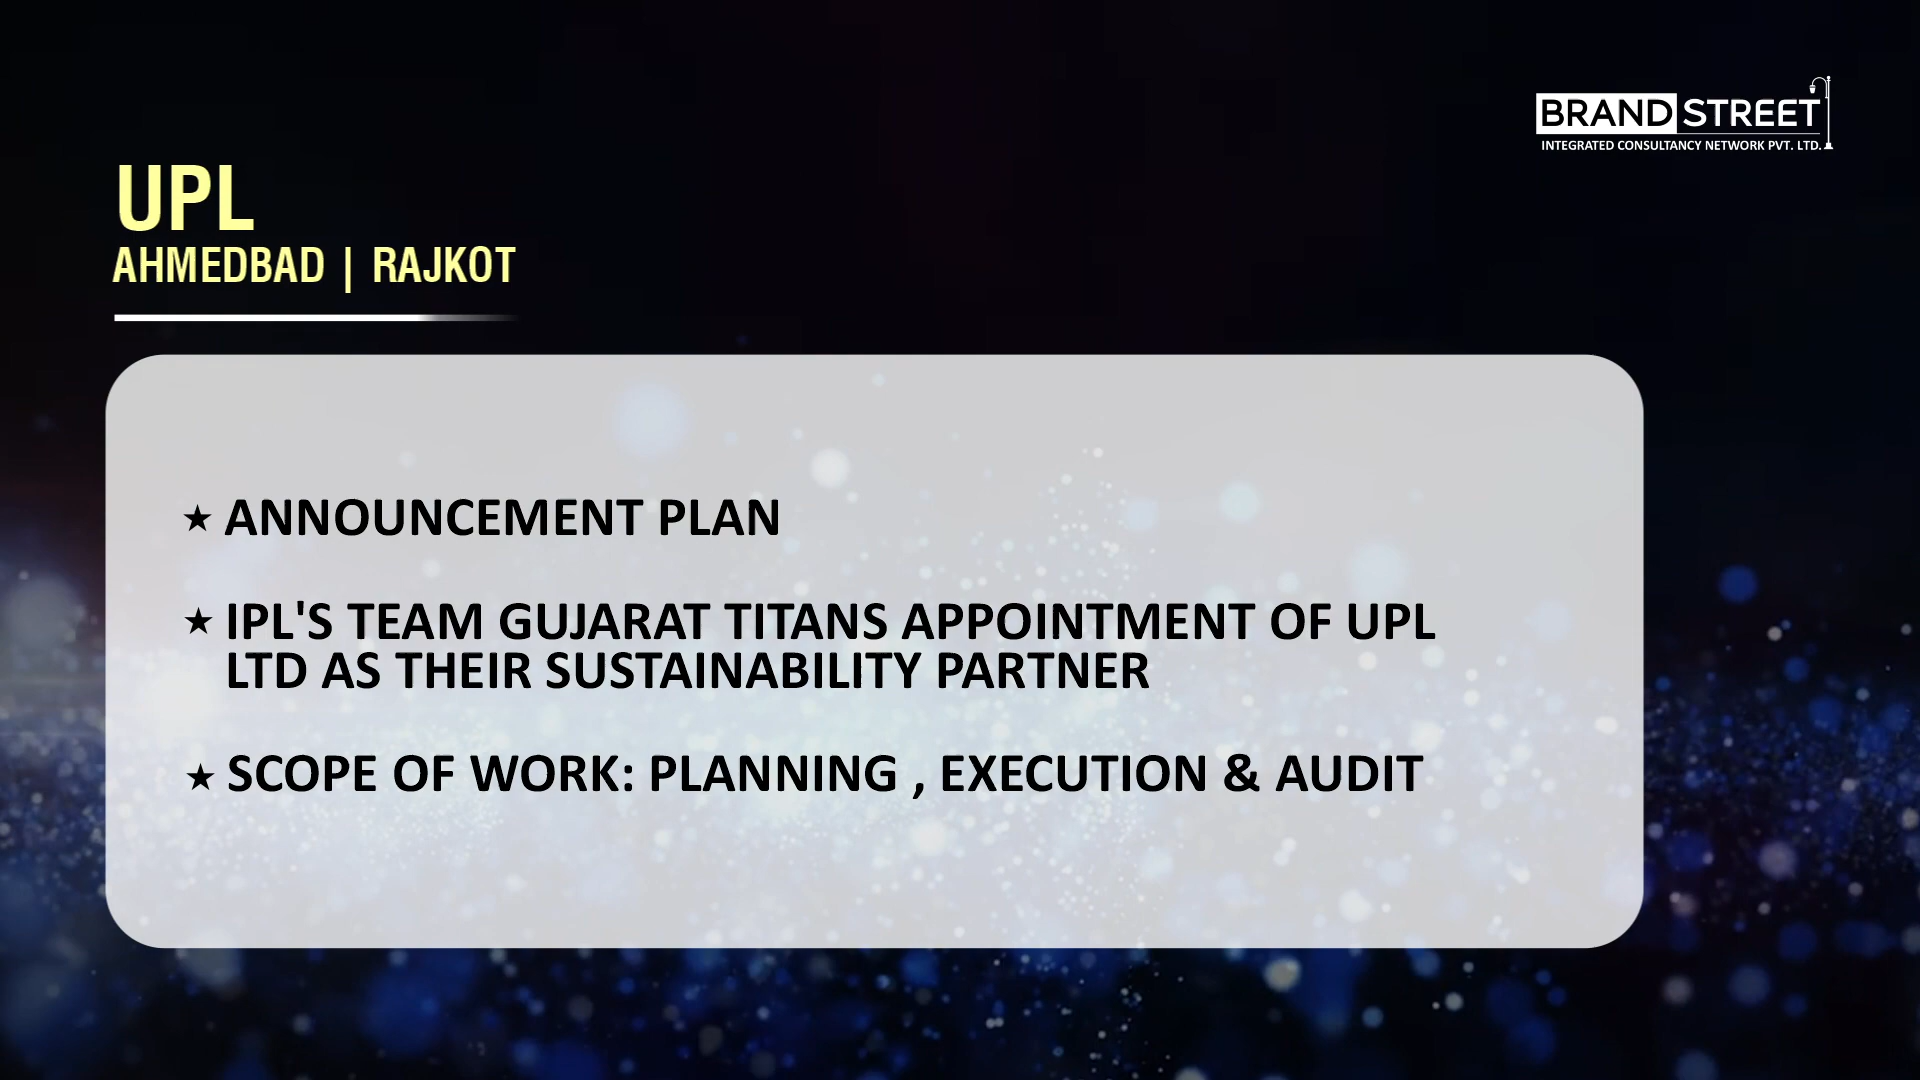 BRAND STREET
INTEGRATED CONSULTANCY NETWORK PVT. LTD.
UPL
AHMEDBAD | RAJKOT
★ ANNOUNCEMENT PLAN
★ IPL'S TEAM GUJARAT TITANS APPOINTMENT OF UPL
LTD AS THEIR SUSTAINABILITY PARTNER
★ SCOPE OF WORK: PLANNING , EXECUTION & AUDIT